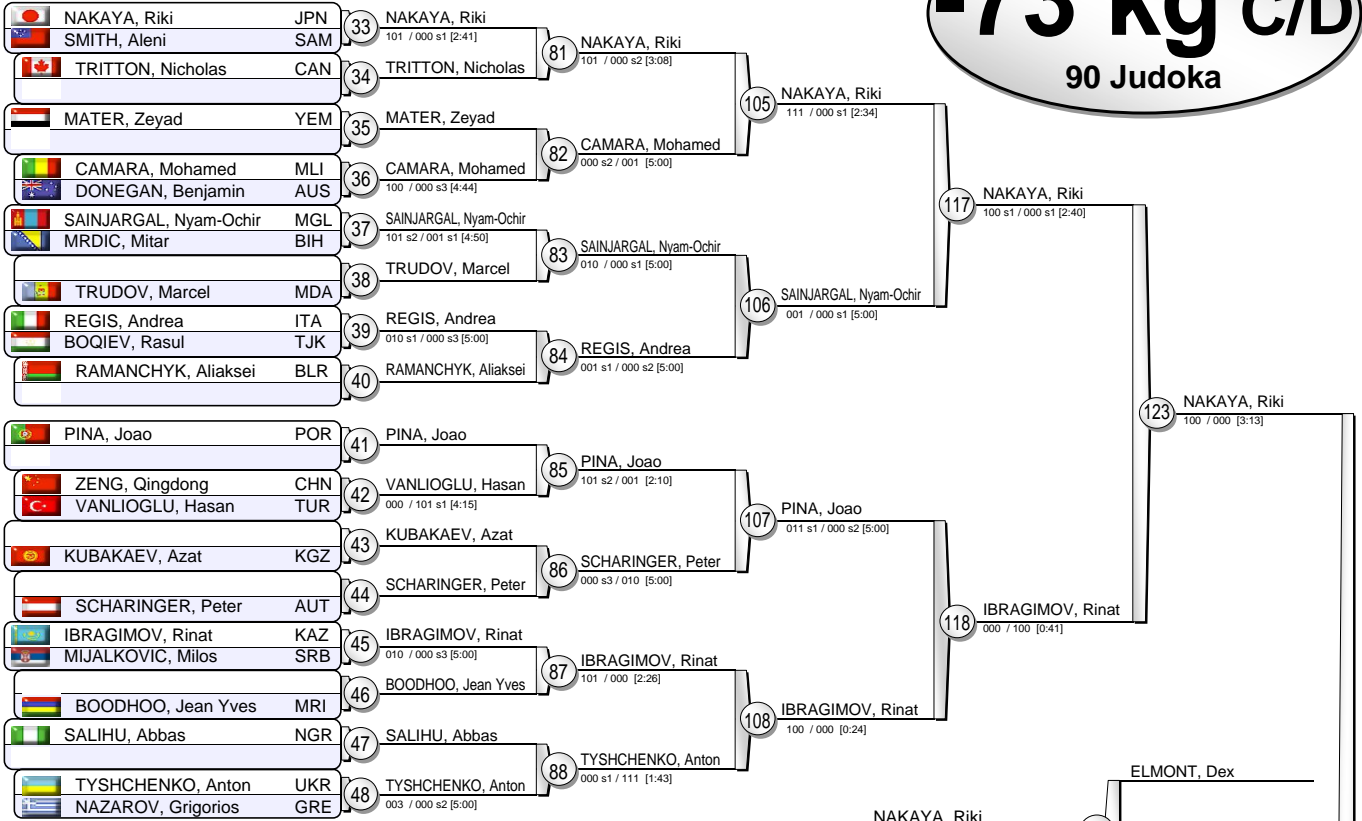 -73 kg C/D
90 Judoka
NAKAYA, Riki JPN
SMITH, Aleni SAM
33
NAKAYA, Riki
101 / 000 s1 [2:41]
TRITTON, Nicholas CAN
34
TRITTON, Nicholas
81
NAKAYA, Riki
101 / 000 s2 [3:08]
MATER, Zeyad YEM
35
MATER, Zeyad
CAMARA, Mohamed MLI
DONEGAN, Benjamin AUS
36
CAMARA, Mohamed
100 / 000 s3 [4:44]
82
CAMARA, Mohamed
000 s2 / 001 [5:00]
105
NAKAYA, Riki
111 / 000 s1 [2:34]
SAINJARGAL, Nyam-Ochir MGL
MRDIC, Mitar BIH
37
SAINJARGAL, Nyam-Ochir
101 s2 / 001 s1 [4:50]
TRUDOV, Marcel MDA
38
TRUDOV, Marcel
83
SAINJARGAL, Nyam-Ochir
010 / 000 s1 [5:00]
REGIS, Andrea ITA
BOQIEV, Rasul TJK
39
REGIS, Andrea
010 s1 / 000 s3 [5:00]
RAMANCHYK, Aliaksei BLR
40
RAMANCHYK, Aliaksei
84
REGIS, Andrea
001 s1 / 000 s2 [5:00]
106
SAINJARGAL, Nyam-Ochir
001 / 000 s1 [5:00]
117
NAKAYA, Riki
100 s1 / 000 s1 [2:40]
PINA, Joao POR
41
PINA, Joao
ZENG, Qingdong CHN
VANLIOGLU, Hasan TUR
42
VANLIOGLU, Hasan
000 / 101 s1 [4:15]
85
PINA, Joao
101 s2 / 001 [2:10]
KUBAKAEV, Azat KGZ
43
KUBAKAEV, Azat
SCHARINGER, Peter AUT
44
SCHARINGER, Peter
86
SCHARINGER, Peter
000 s3 / 010 [5:00]
107
PINA, Joao
011 s1 / 000 s2 [5:00]
IBRAGIMOV, Rinat KAZ
MIJALKOVIC, Milos SRB
45
IBRAGIMOV, Rinat
010 / 000 s3 [5:00]
BOODHOO, Jean Yves MRI
46
BOODHOO, Jean Yves
87
IBRAGIMOV, Rinat
101 / 000 [2:26]
SALIHU, Abbas NGR
47
SALIHU, Abbas
TYSHCHENKO, Anton UKR
NAZAROV, Grigorios GRE
48
TYSHCHENKO, Anton
003 / 000 s2 [5:00]
88
TYSHCHENKO, Anton
000 s1 / 111 [1:43]
108
IBRAGIMOV, Rinat
100 / 000 [0:24]
118
IBRAGIMOV, Rinat
000 / 100 [0:41]
123
NAKAYA, Riki
100 / 000 [3:13]
ELMONT, Dex
NAKAYA, Riki